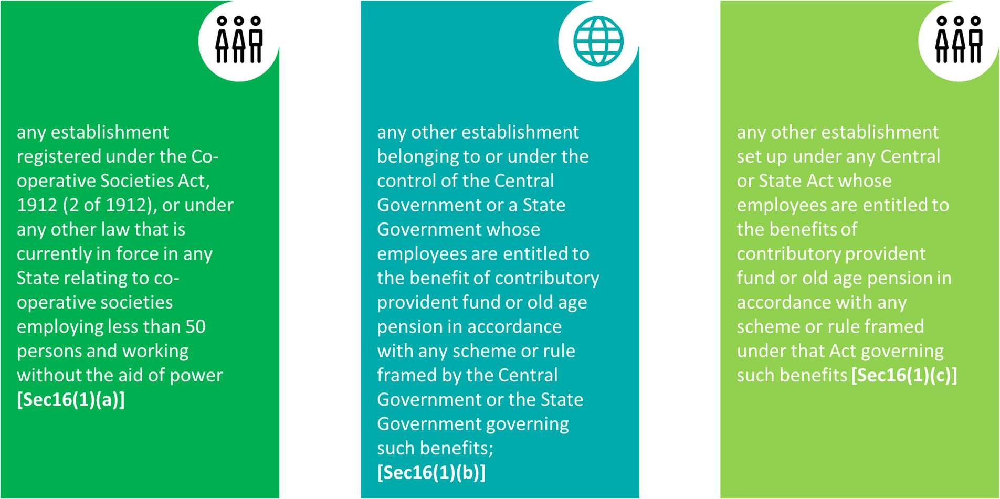 any establishment
registered under the Co-
operative Societies Act,
1912 (2 of 1912), or under
any other law that is
currently in force in any
State relating to co-
operative societies
employing less than 50
persons and working
without the aid of power
[Sec16(1)(a)]
any other establishment
belonging to or under the
control of the Central
Government or a State
Government whose
employees are entitled to
the benefit of contributory
provident fund or old age
pension in accordance
with any scheme or rule
framed by the Central
Government or the State
Government governing
such benefits;
[Sec16(1)(b)]
any other establishment
set up under any Central
or State Act whose
employees are entitled to
the benefits of
contributory provident
fund or old age pension in
accordance with any
scheme or rule framed
under that Act governing
such benefits [Sec16(1)(c)]